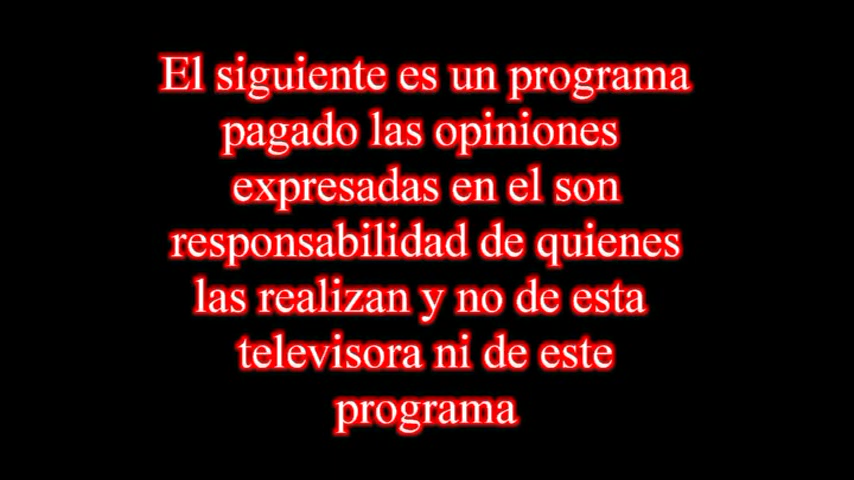 El siguiente es un programa
pagado las opiniones
expresadas en el son
responsabilidad de quienes
las realizan y no de esta
televisora ni de este
programa